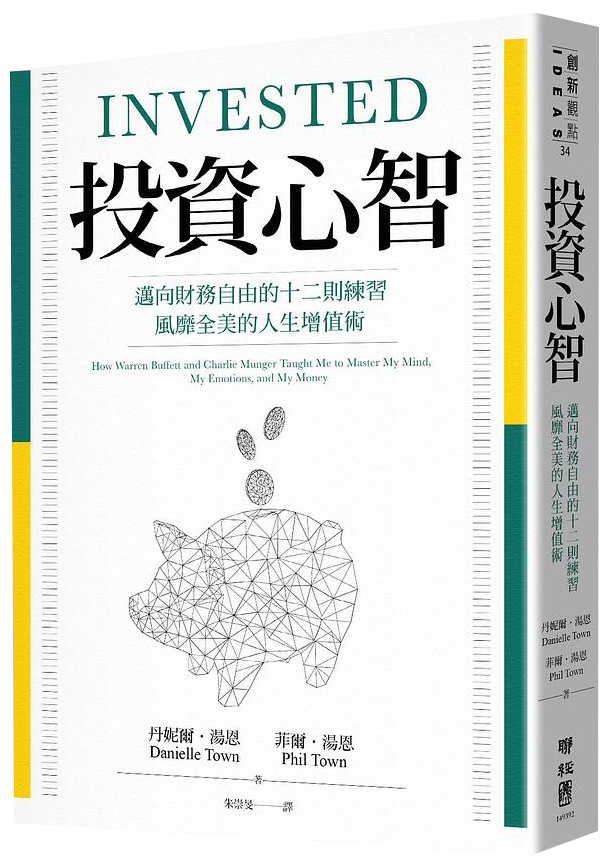 INVESTED
投資心智
邁向財務自由的十二則練習
風靡全美的人生增值術
How Warren Buffett and Charlie Munger Taught Me to Master My Mind,
My Emotions, and My Money
丹妮爾・湯恩
Danielle Town
菲爾・湯恩
Phil Town
著
朱崇旻 譯
創新觀點
IDEAS
34
投資心智
邁向財務自由的十二則練習
風靡全美的人生增值術
丹妮爾・湯恩
Danielle Town
菲爾・湯恩
Phil Town
著
聯經
149392